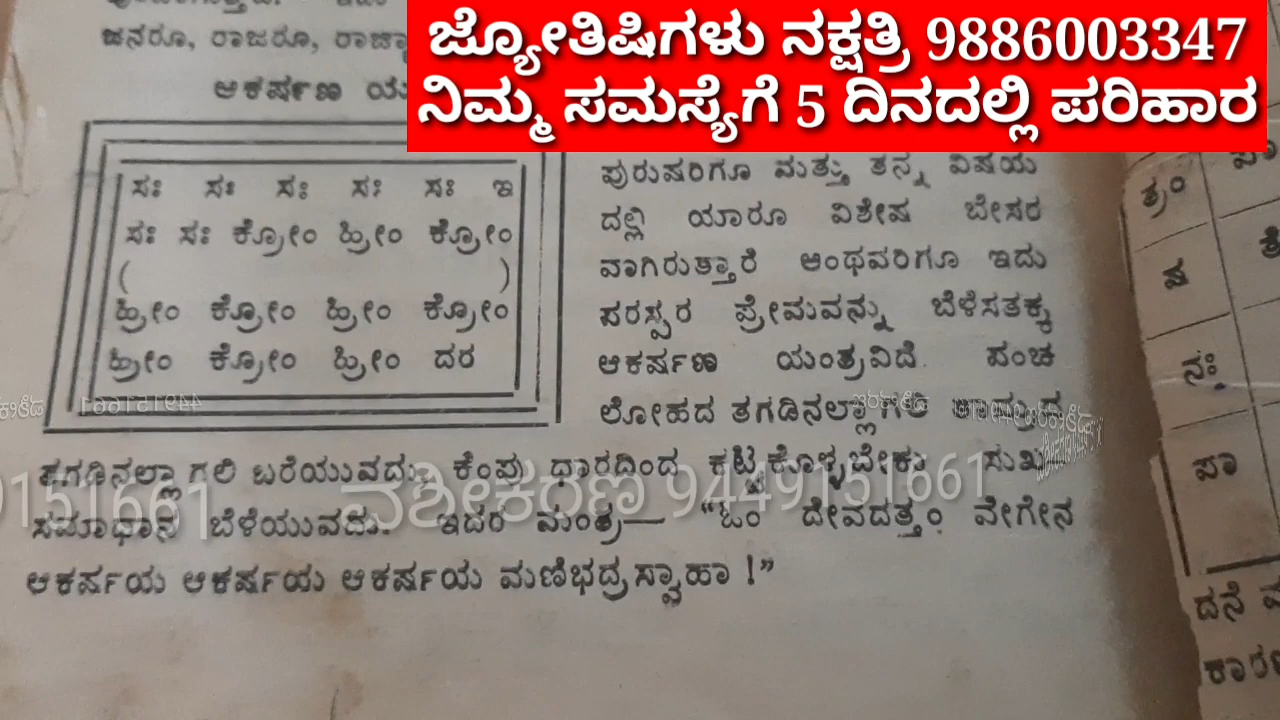 ಜ್ಯೋತಿಷಿಗಳು ನಕ್ಷತ್ರಿ 9886003347
ನಿಮ್ಮ ಸಮಸ್ಯೆಗೆ 5 ದಿನದಲ್ಲಿ ಪರಿಹಾರ
ಜನರೂ, ರಾಜರೂ,
ಆಕರ್ಷಣ
ಸಃ ಸಃ ಸಃ ಸಃ ಸಃ ಇ
ಸಃ ಸಃ ಕ್ರೋಂ ಹ್ರೀಂ ಕ್ರೋಂ
( )
ಹ್ರೀಂ ಕ್ರೋಂ ಹ್ರೀಂ ಕ್ರೋಂ
ಹ್ರೀಂ ಕ್ರೋಂ ಹ್ರೀಂ ದರ
ಪುರುಷರಿಗೂ ಮತ್ತು ತನ್ನ ವಿಷಯ
ದಲ್ಲಿ ಯಾರೂ ವಿಶೇಷ ಬೇಸರ
ವಾಗಿರುತ್ತಾರೆ ಆಂಥವರಿಗೂ ಇದು
ಪರಸ್ಪರ ಪ್ರೇಮವನ್ನು ಬೆಳೆಸತಕ್ಕ
ಆಕರ್ಷಣ ಯಂತ್ರವಿದೆ. ಪಂಚ
ಲೋಹದ ತಗಡಿನಲ್ಲಾಗಲಿ ತಾಮ್ರದ
ತಗಡಿನಲ್ಲಾಗಲಿ ಬರೆಯುವದು. ಕೆಂಪು ಧಾರದಿಂದ ಕಟ್ಟಿಕೊಳ್ಳಬೇಕು ಸುಖ
ಸಮಾಧಾನ ಬೆಳೆಯುವದು. ಇದರ ಮಂತ್ರ— “ಓಂ ದೇವದತ್ತಂ ವೇಗೇನ
ಆಕರ್ಷಯ ಆಕರ್ಷಯ ಆಕರ್ಷಯ ಮಣಿಭದ್ರಸ್ವಾಹಾ !”
ವಶೀಕರಣ 9449151661
ತ್ರಂ
ಷ
ನಃ
ಪಾ